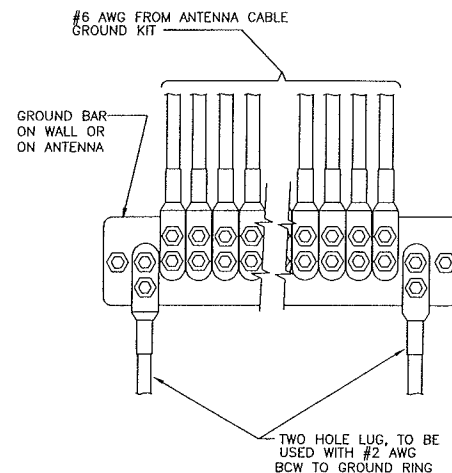 #6 AWG FROM ANTENNA CABLE
GROUND KIT
GROUND BAR
ON WALL OR
ON ANTENNA
TWO HOLE LUG, TO BE
USED WITH #2 AWG
BCW TO GROUND RING